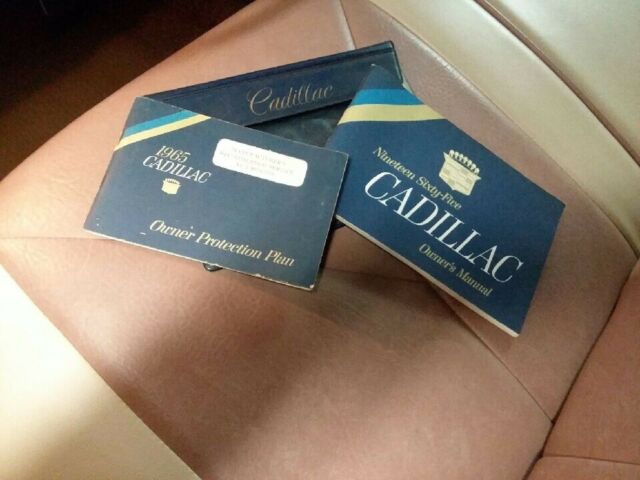 Cadillac
1965
CADILLAC
Owner Protection Plan
Nineteen Sixty-Five
CADILLAC
Owner's Manual